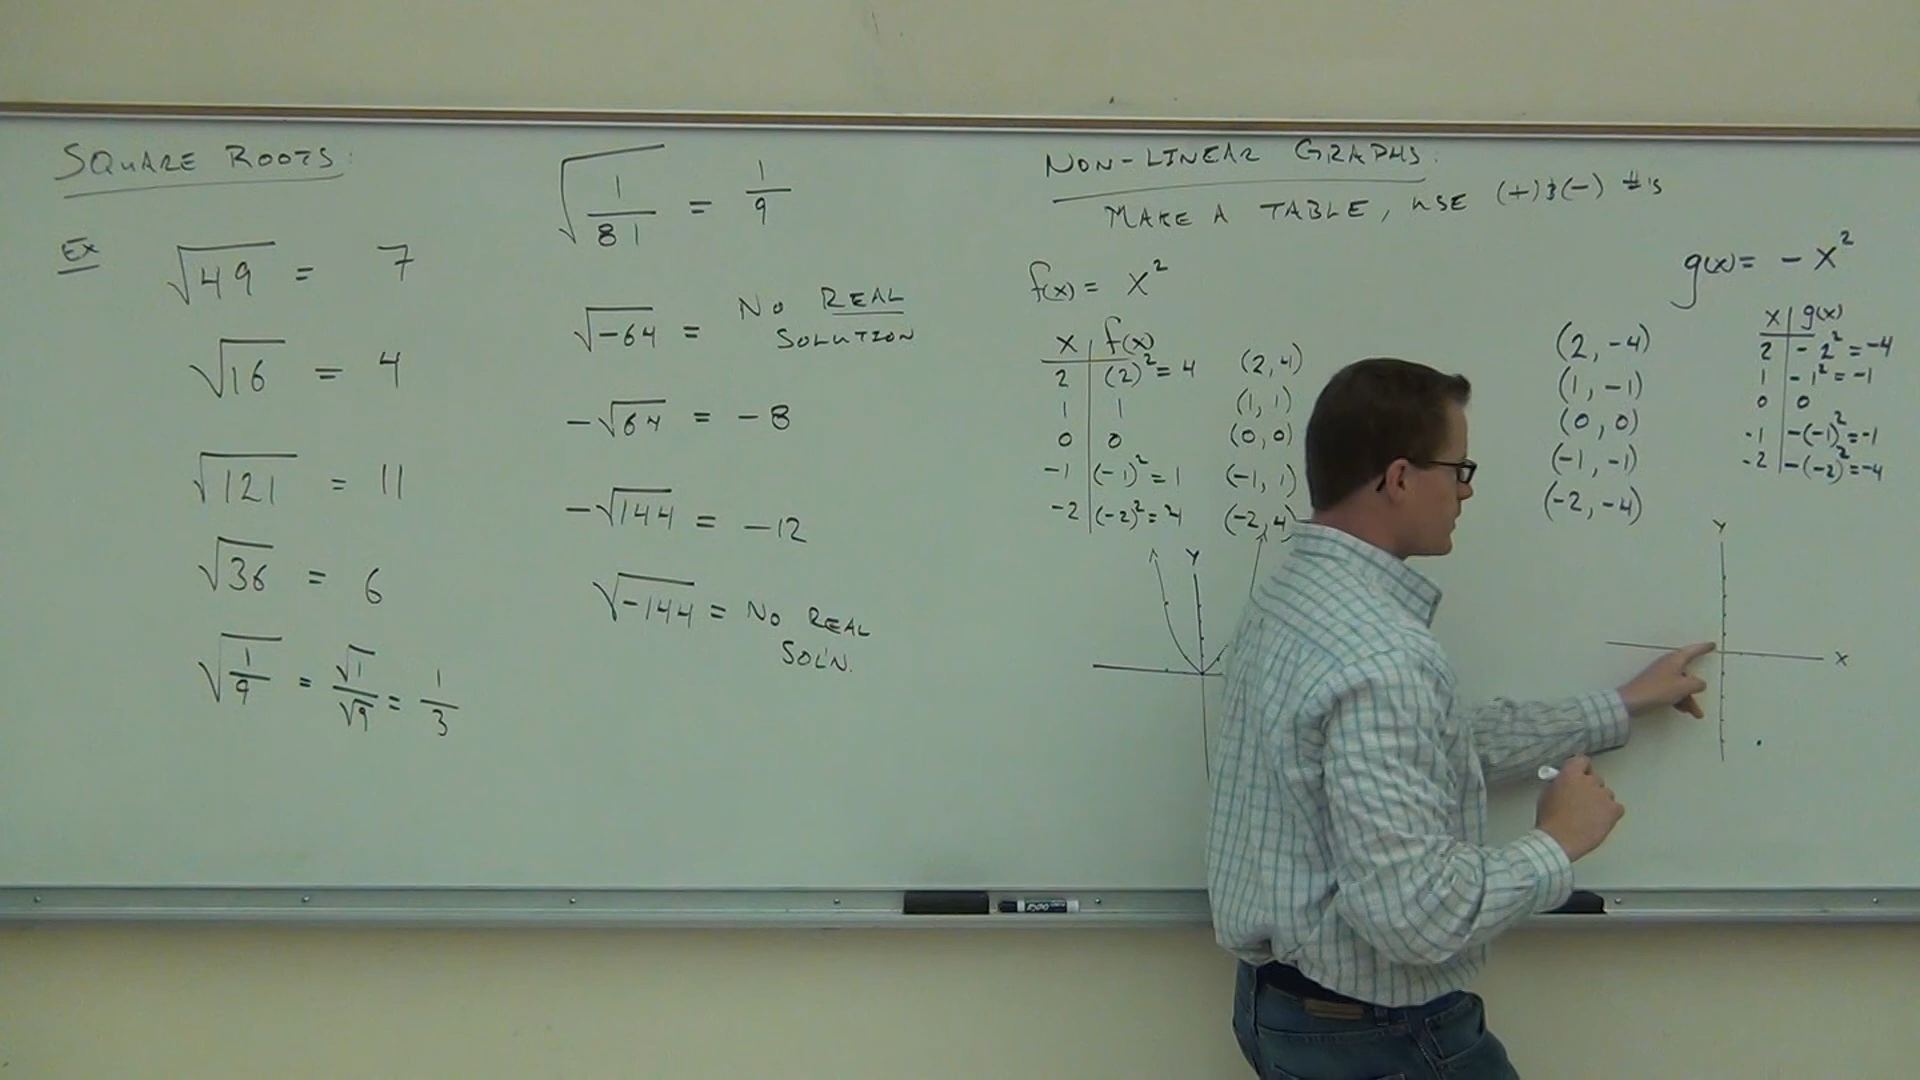 SQUARE ROOTS:
Ex √49 = 7
√16 = 4
√121 = 11
√36 = 6
√(1/9) = √1/√9 = 1/3
√(1/81) = 1/9
√-64 = NO REAL
SOLUTION
-√64 = -8
-√144 = -12
√-144 = NO REAL
SOL'N.
NON-LINEAR GRAPHS:
MAKE A TABLE, USE (+) & (-) #'s
f(x) = x²
x f(x)
2 (2)² = 4 (2, 4)
1 1 (1, 1)
0 0 (0, 0)
-1 (-1)² = 1 (-1, 1)
-2 (-2)² = 4 (-2, 4)
Y
g(x) = -x²
x g(x)
(2, -4) 2 -2² = -4
(1, -1) 1 -1² = -1
(0, 0) 0 0
(-1, -1) -1 -(-1)² = -1
(-2, -4) -2 -(-2)² = -4
Y
X
EXPO